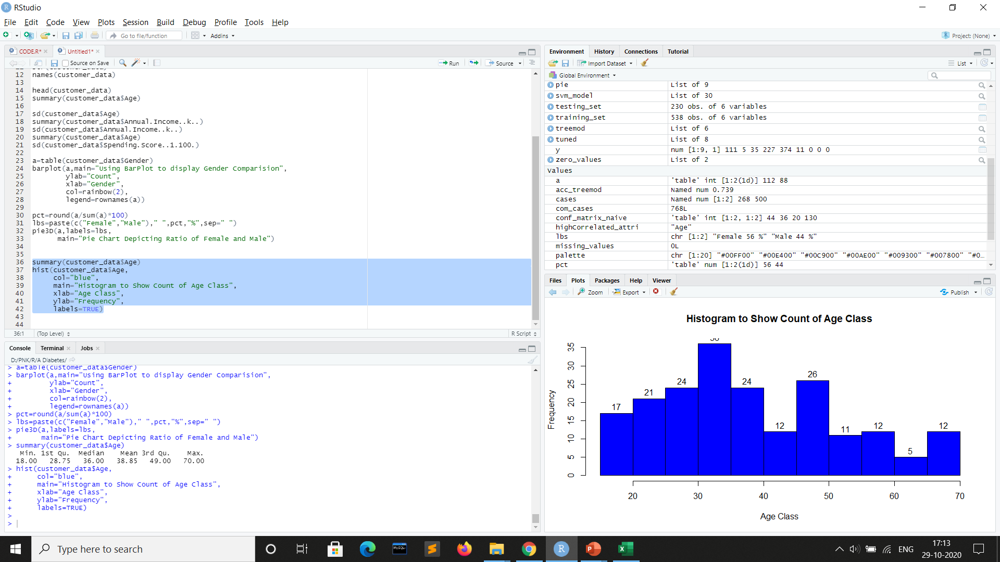 RStudio
File Edit Code View Plots Session Build Debug Profile Tools Help
Go to file/function Addins Project: (None)
CODE.R* Untitled1*
Source on Save Run Source
12 names(customer_data)
13
14 head(customer_data)
15 summary(customer_data$Age)
16
17 sd(customer_data$Age)
18 summary(customer_data$Annual.Income..k..)
19 sd(customer_data$Annual.Income..k..)
20 summary(customer_data$Age)
21 sd(customer_data$Spending.Score..1.100.)
22
23 a=table(customer_data$Gender)
24 barplot(a,main="Using BarPlot to display Gender Comparision",
25 ylab="Count",
26 xlab="Gender",
27 col=rainbow(2),
28 legend=rownames(a))
29
30 pct=round(a/sum(a)*100)
31 lbs=paste(c("Female","Male")," ",pct,"%",sep=" ")
32 pie3D(a,labels=lbs,
33 main="Pie Chart Depicting Ratio of Female and Male")
34
35
36 summary(customer_data$Age)
37 hist(customer_data$Age,
38 col="blue",
39 main="Histogram to Show Count of Age Class",
40 xlab="Age Class",
41 ylab="Frequency",
42 labels=TRUE)
43
44
36:1 (Top Level) R Script
Console Terminal Jobs
D:/PNK/R/A Diabetes/
> a=table(customer_data$Gender)
> barplot(a,main="Using BarPlot to display Gender Comparision",
+ ylab="Count",
+ xlab="Gender",
+ col=rainbow(2),
+ legend=rownames(a))
> pct=round(a/sum(a)*100)
> lbs=paste(c("Female","Male")," ",pct,"%",sep=" ")
> pie3D(a,labels=lbs,
+ main="Pie Chart Depicting Ratio of Female and Male")
> summary(customer_data$Age)
Min. 1st Qu. Median Mean 3rd Qu. Max.
18.00 28.75 36.00 38.85 49.00 70.00
> hist(customer_data$Age,
+ col="blue",
+ main="Histogram to Show Count of Age Class",
+ xlab="Age Class",
+ ylab="Frequency",
+ labels=TRUE)
>
>
Environment History Connections Tutorial
Import Dataset List
Global Environment
pie List of 9
svm_model List of 30
testing_set 230 obs. of 6 variables
training_set 538 obs. of 6 variables
treemod List of 6
tuned List of 8
y num [1:9, 1] 111 5 35 227 374 11 0 0 0
zero_values List of 2
Values
a 'table' int [1:2(1d)] 112 88
acc_treemod Named num 0.739
cases Named num [1:2] 268 500
com_cases 768L
conf_matrix_naive 'table' int [1:2, 1:2] 44 36 20 130
highCorrelated_attri "Age"
lbs chr [1:2] "Female 56 %" "Male 44 %"
missing_values 0L
palette chr [1:20] "#00FF00" "#00E400" "#00C900" "#00AE00" "#009300" "#007800" "#0...
pct 'table' num [1:2(1d)] 56 44
Files Plots Packages Help Viewer
Zoom Export Publish
Histogram to Show Count of Age Class
Frequency
0 5 10 15 20 25 30 35
17 21 24 24 12 26 11 12 5 12
20 30 40 50 60 70
Age Class
Type here to search
MySQL
ENG
17:13
29-10-2020